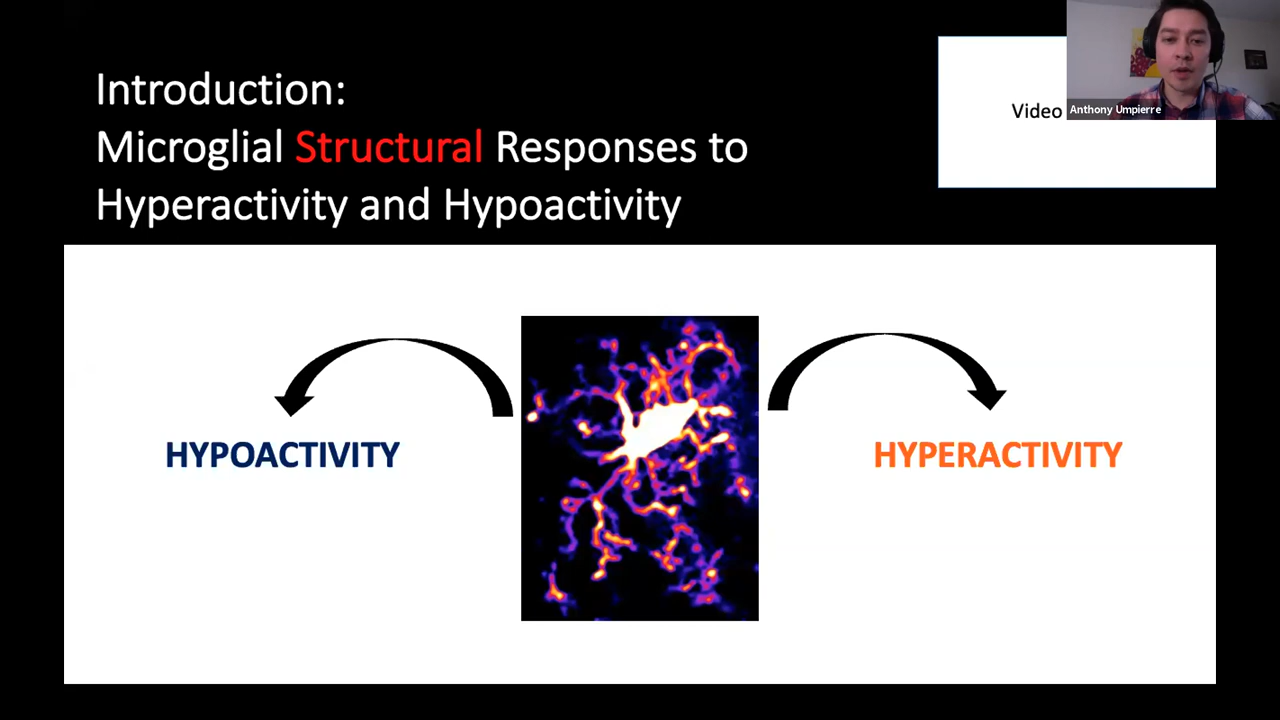 Introduction:
Microglial Structural Responses to
Hyperactivity and Hypoactivity
Video
Anthony Umpierre
HYPOACTIVITY
HYPERACTIVITY